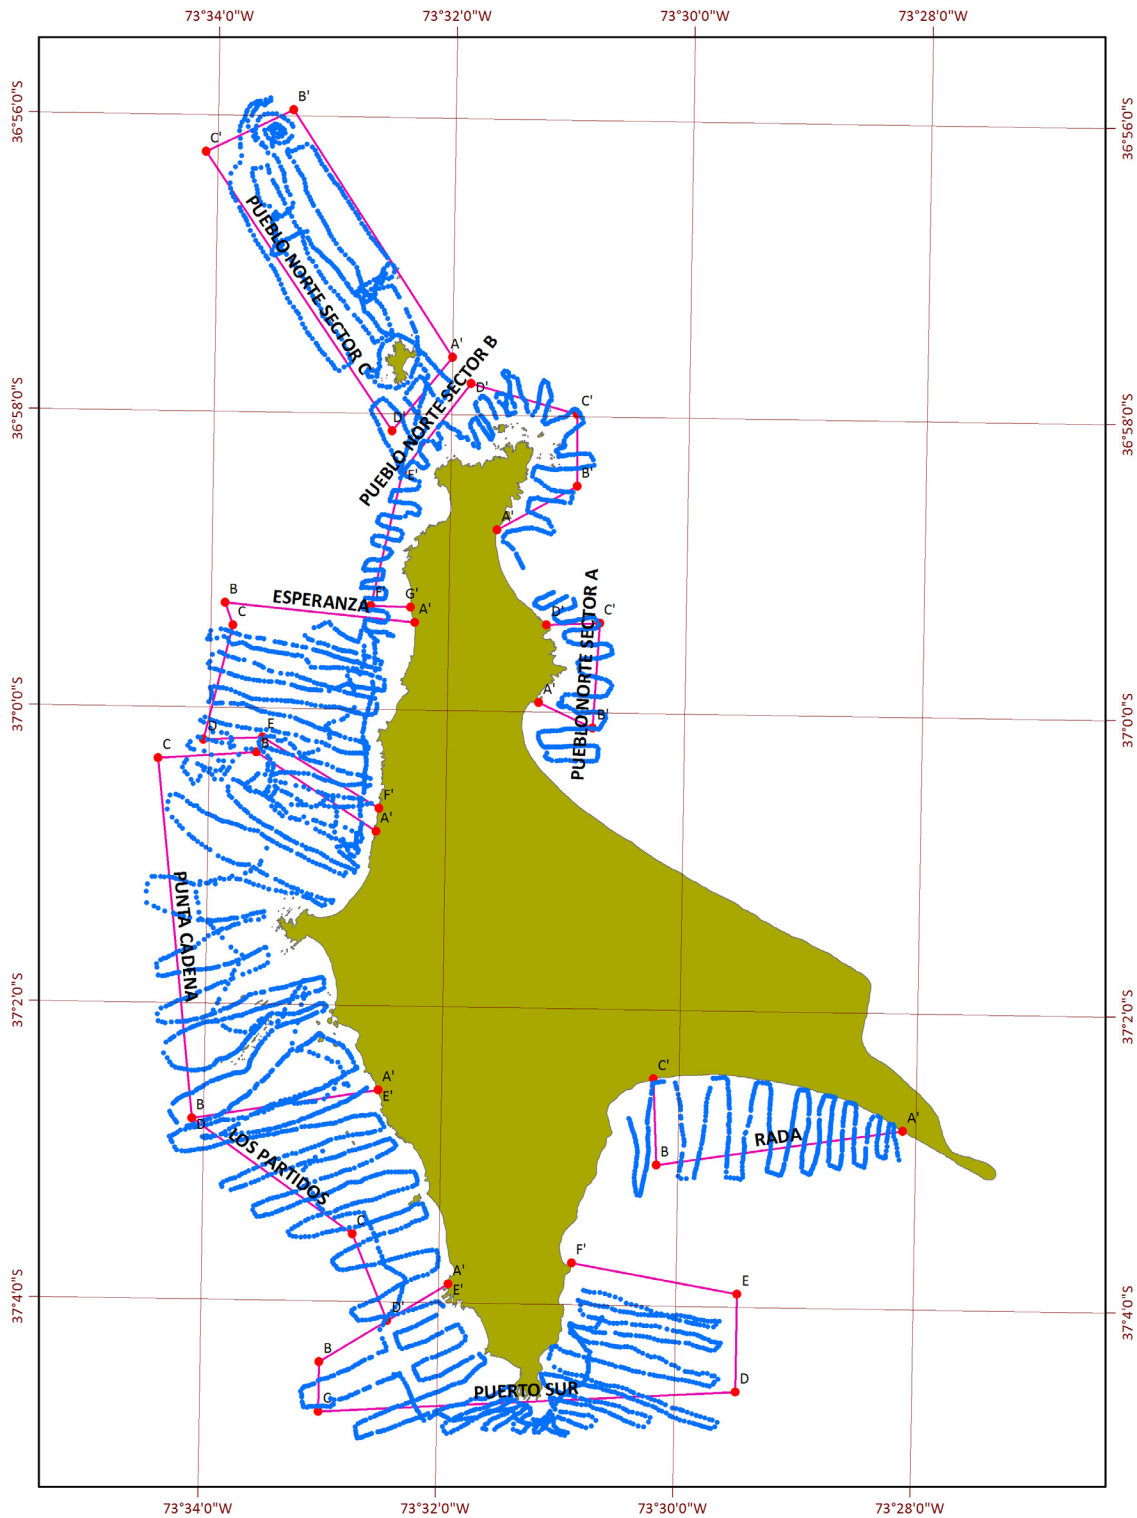 73°34'0"W 73°32'0"W 73°30'0"W 73°28'0"W
36°56'0"S 36°56'0"S
B'
C'
PUEBLO NORTE SECTOR C
A'
PUEBLO NORTE SECTOR B
D'
C'
D'
36°58'0"S 36°58'0"S
E'
B'
A'
B
ESPERANZA
F'
G'
A'
C
PUEBLO NORTE SECTOR A
D'
C'
A'
B'
37°0'0"S 37°0'0"S
D
E
C
B
F'
A'
PUNTA CADENA
37°2'0"S 37°2'0"S
C'
A'
E'
B
D
RADA
A'
B
LOS PARTIDOS
C
F'
A'
E'
E
D'
37°4'0"S 37°4'0"S
B
D
PUERTO SUR
C
73°34'0"W 73°32'0"W 73°30'0"W 73°28'0"W